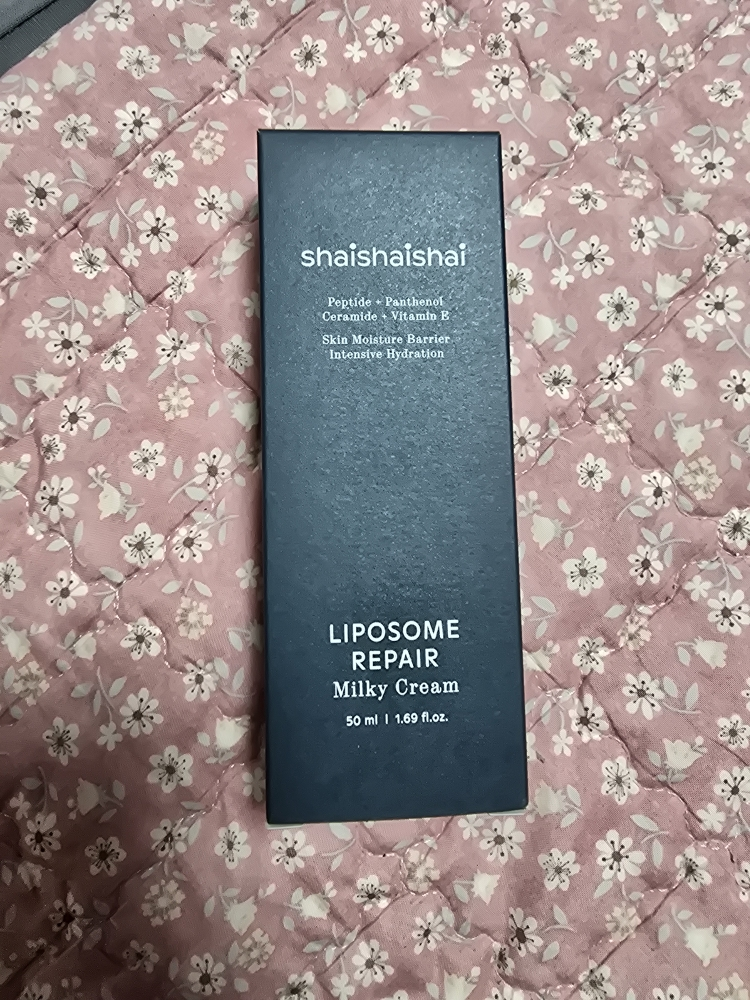 shaishaishai
Peptide + Panthenol
Ceramide + Vitamin E
Skin Moisture Barrier
Intensive Hydration
LIPOSOME
REPAIR
Milky Cream
50 ml | 1.69 fl.oz.